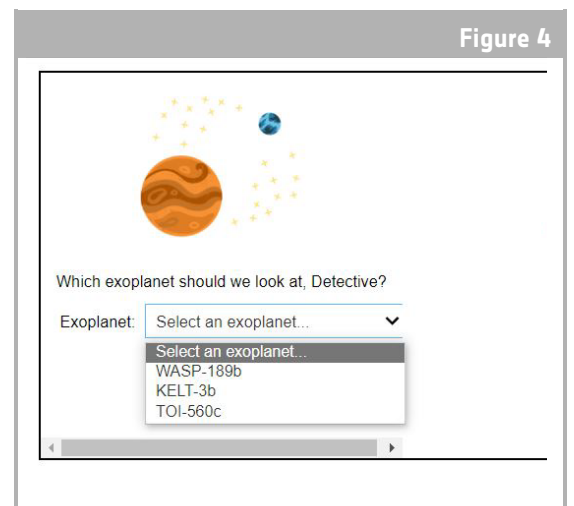 Figure 4
Which exoplanet should we look at, Detective?
Exoplanet: Select an exoplanet...
Select an exoplanet...
WASP-189b
KELT-3b
TOI-560c